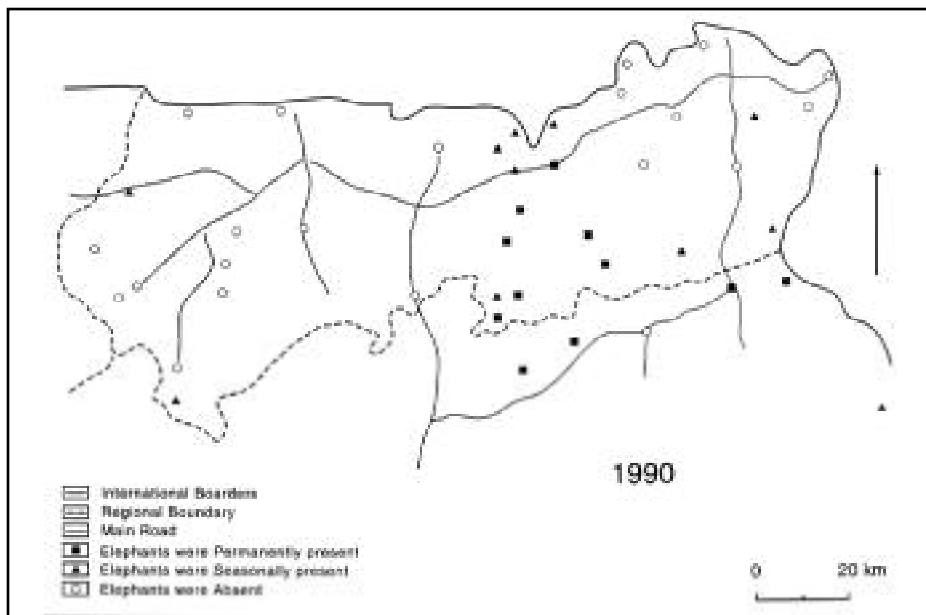 1990
International Boarders
Regional Boundary
Main Road
Elephants were Permanently present
Elephants were Seasonally present
Elephants were Absent
0 20 km